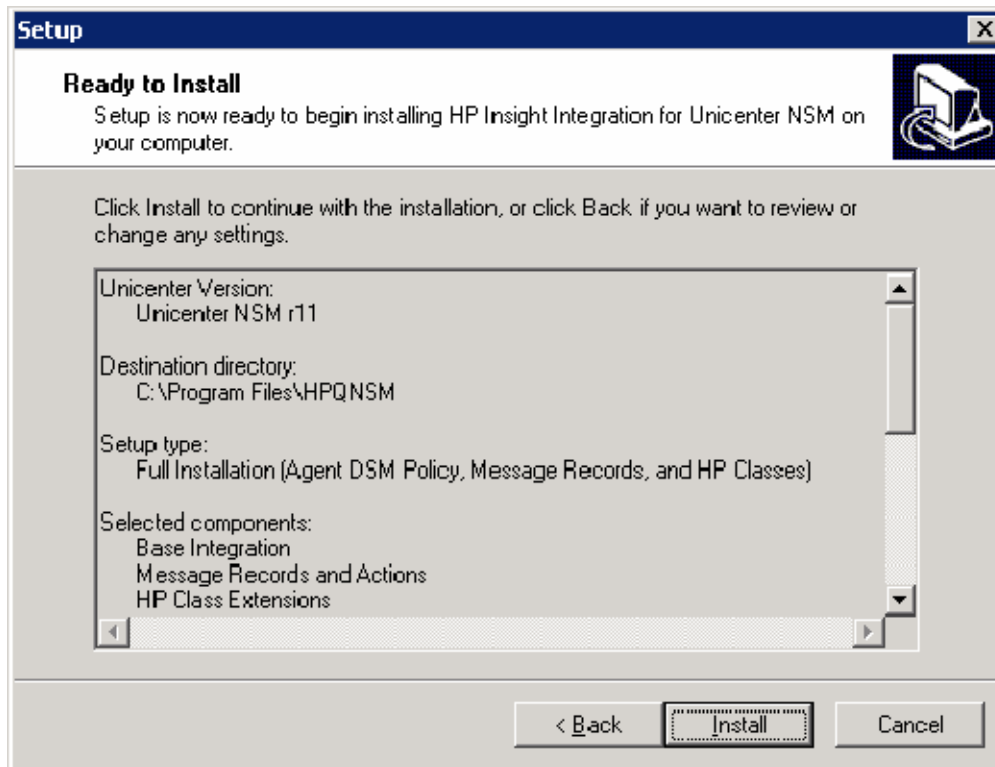 Setup
Ready to Install
Setup is now ready to begin installing HP Insight Integration for Unicenter NSM on
your computer.
Click Install to continue with the installation, or click Back if you want to review or
change any settings.
Unicenter Version:
Unicenter NSM r11
Destination directory:
C:\Program Files\HPQNSM
Setup type:
Full Installation (Agent DSM Policy, Message Records, and HP Classes)
Selected components:
Base Integration
Message Records and Actions
HP Class Extensions
< Back
Install
Cancel